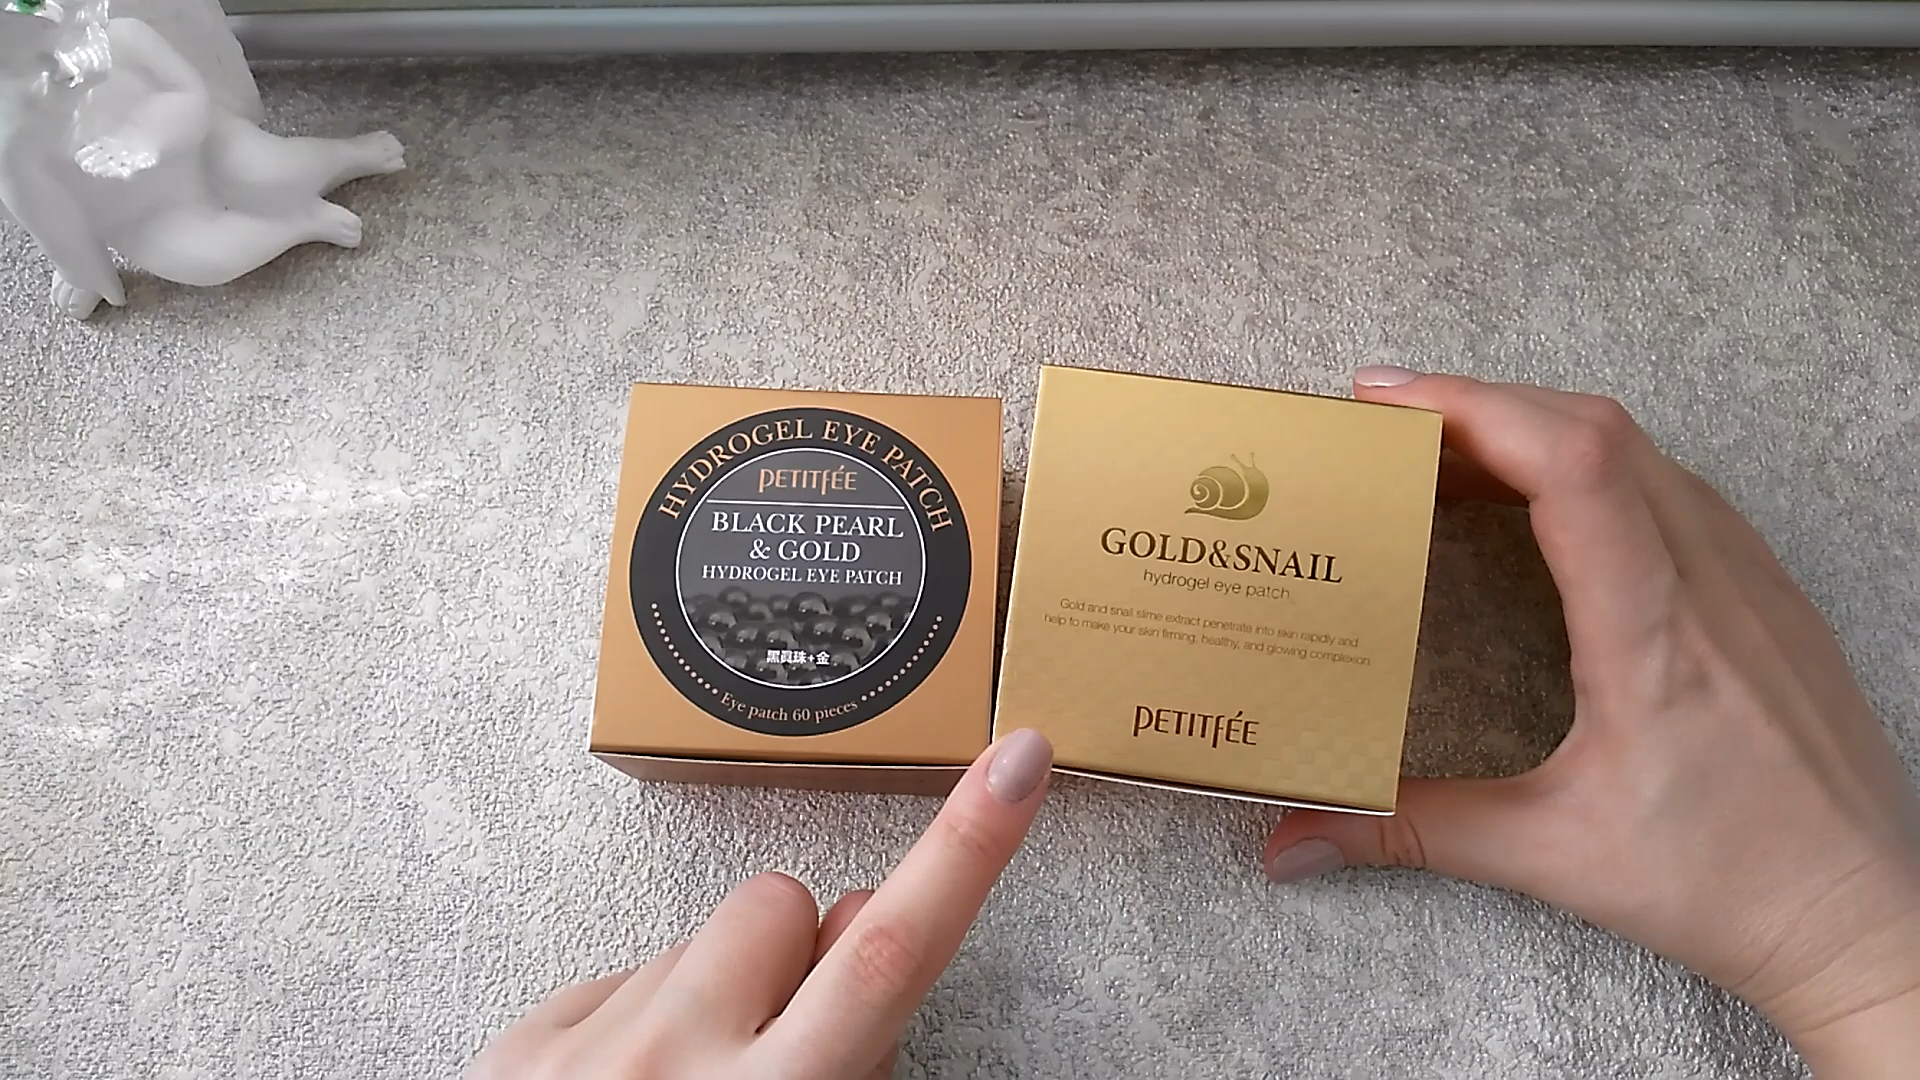 HYDROGEL EYE PATCH
PETITFÉE
BLACK PEARL
& GOLD
HYDROGEL EYE PATCH
黑眞珠+金
Eye patch 60 pieces
GOLD&SNAIL
hydrogel eye patch
Gold and snail slime extract penetrate into skin rapidly and
help to make your skin firming, healthy, and glowing complexion.
PETITFÉE